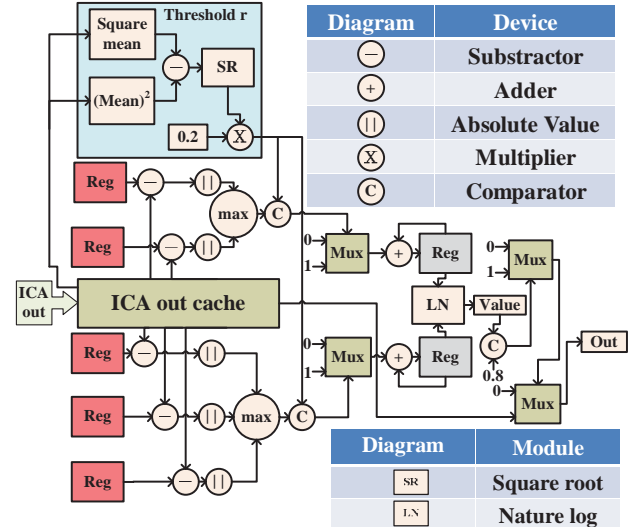 Threshold r
Square
mean
(Mean)²
−
SR
0.2
X
Diagram Device
− Substractor
+ Adder
| | Absolute Value
X Multiplier
C Comparator
Reg
−
| |
max
C
Reg
−
| |
0
1
Mux
+
Reg
0
1
Mux
ICA
out
ICA out cache
LN
Value
Reg
−
| |
0
1
Mux
+
Reg
C
0.8
Out
Reg
−
| |
max
C
0
Mux
Reg
−
| |
Diagram Module
SR Square root
LN Nature log